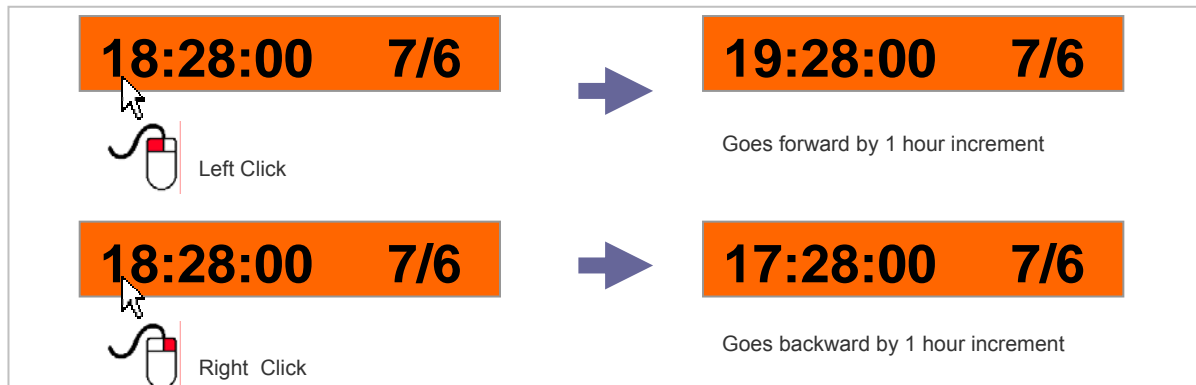 18:28:00 7/6
19:28:00 7/6
Left Click
Goes forward by 1 hour increment
18:28:00 7/6
17:28:00 7/6
Right Click
Goes backward by 1 hour increment